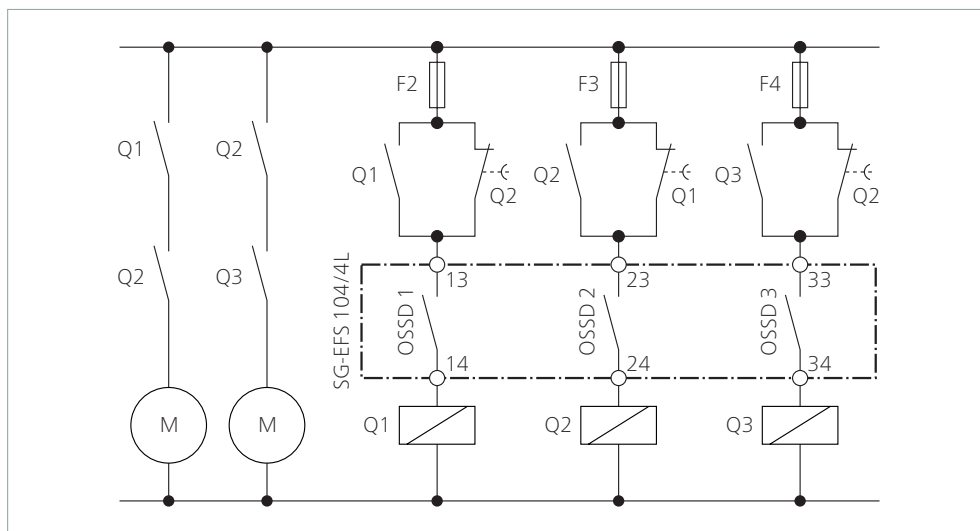 F2
F3
F4
Q1
Q2
Q1
Q2
Q2
Q1
Q3
Q2
Q2
Q3
SG-EFS 104/4L
13
23
33
OSSD 1
OSSD 2
OSSD 3
14
24
34
Q1
Q2
Q3
M
M